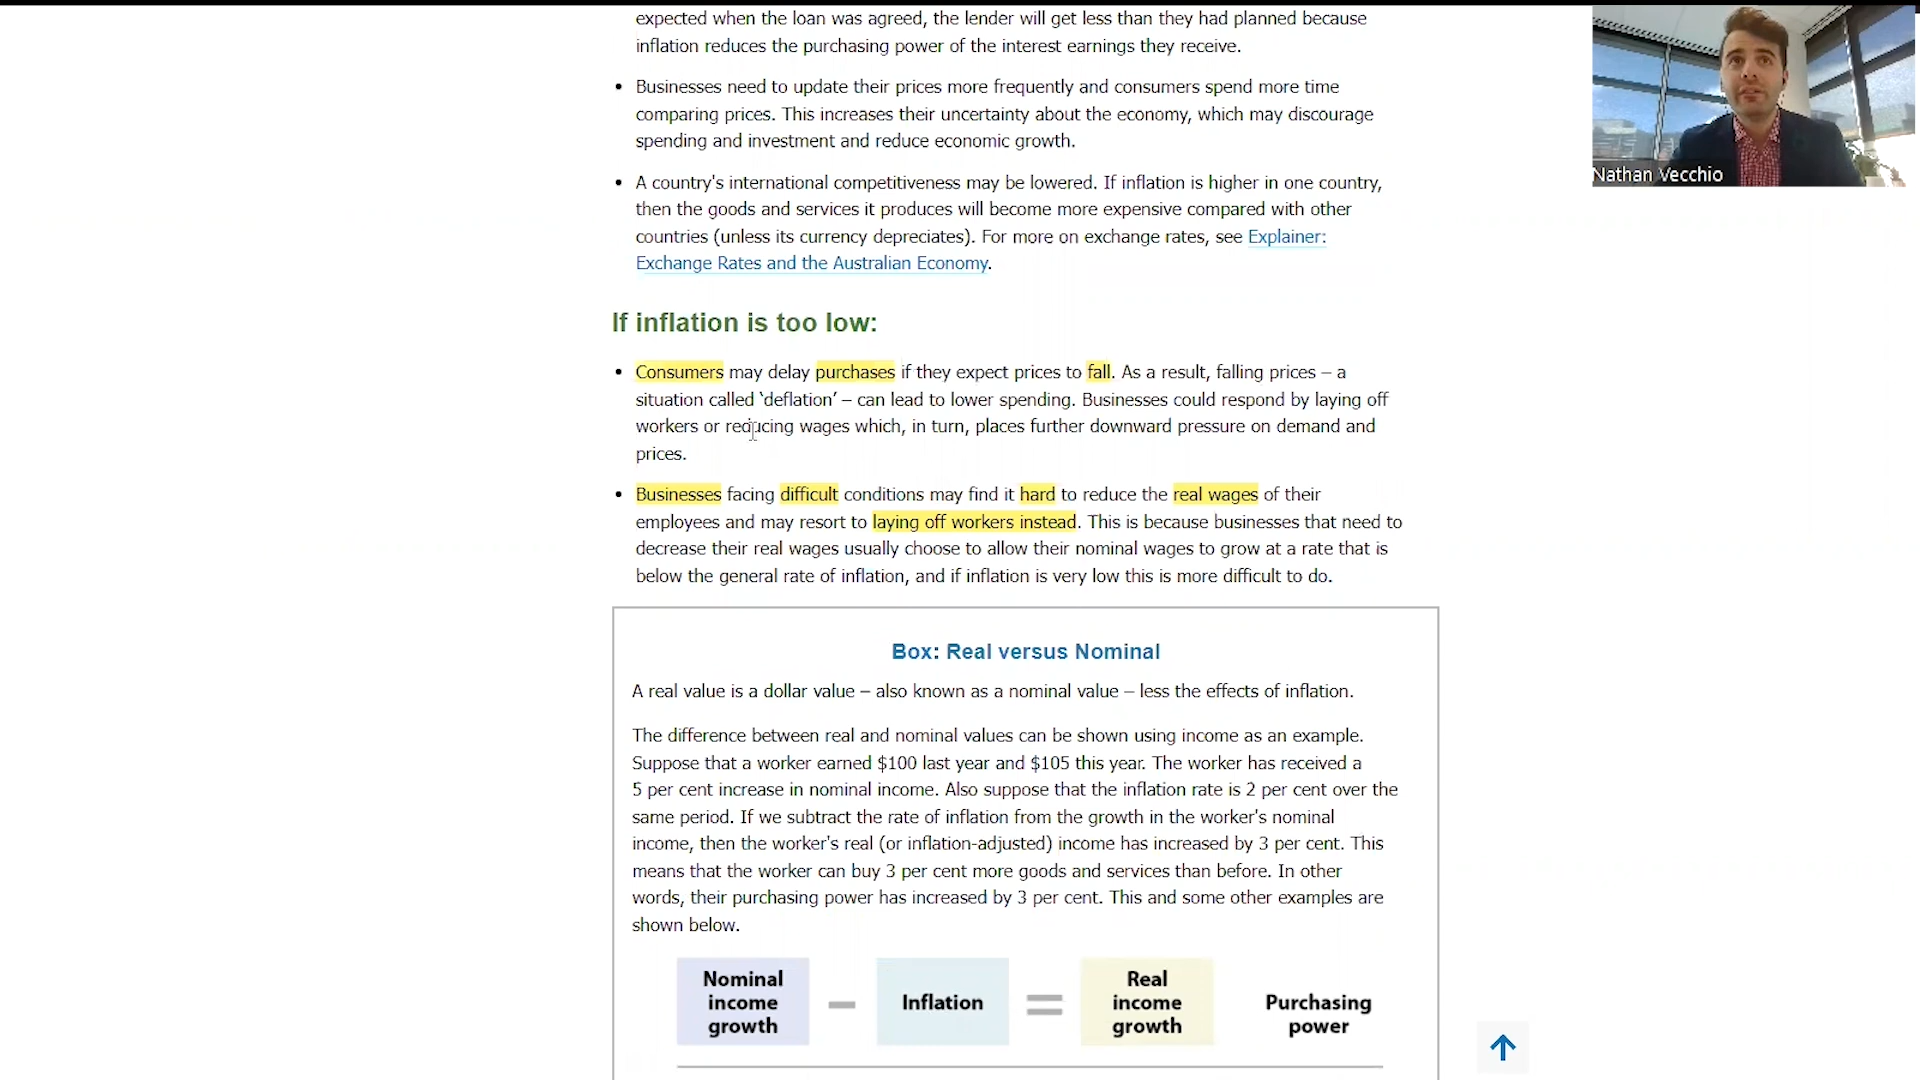 expected when the loan was agreed, the lender will get less than they had planned because
inflation reduces the purchasing power of the interest earnings they receive.
• Businesses need to update their prices more frequently and consumers spend more time
comparing prices. This increases their uncertainty about the economy, which may discourage
spending and investment and reduce economic growth.
• A country's international competitiveness may be lowered. If inflation is higher in one country,
then the goods and services it produces will become more expensive compared with other
countries (unless its currency depreciates). For more on exchange rates, see Explainer:
Exchange Rates and the Australian Economy.
If inflation is too low:
• Consumers may delay purchases if they expect prices to fall. As a result, falling prices – a
situation called ‘deflation’ – can lead to lower spending. Businesses could respond by laying off
workers or reducing wages which, in turn, places further downward pressure on demand and
prices.
• Businesses facing difficult conditions may find it hard to reduce the real wages of their
employees and may resort to laying off workers instead. This is because businesses that need to
decrease their real wages usually choose to allow their nominal wages to grow at a rate that is
below the general rate of inflation, and if inflation is very low this is more difficult to do.
Box: Real versus Nominal
A real value is a dollar value – also known as a nominal value – less the effects of inflation.
The difference between real and nominal values can be shown using income as an example.
Suppose that a worker earned $100 last year and $105 this year. The worker has received a
5 per cent increase in nominal income. Also suppose that the inflation rate is 2 per cent over the
same period. If we subtract the rate of inflation from the growth in the worker's nominal
income, then the worker's real (or inflation-adjusted) income has increased by 3 per cent. This
means that the worker can buy 3 per cent more goods and services than before. In other
words, their purchasing power has increased by 3 per cent. This and some other examples are
shown below.
Nominal
income
growth
–
Inflation
=
Real
income
growth
Purchasing
power
Nathan Vecchio